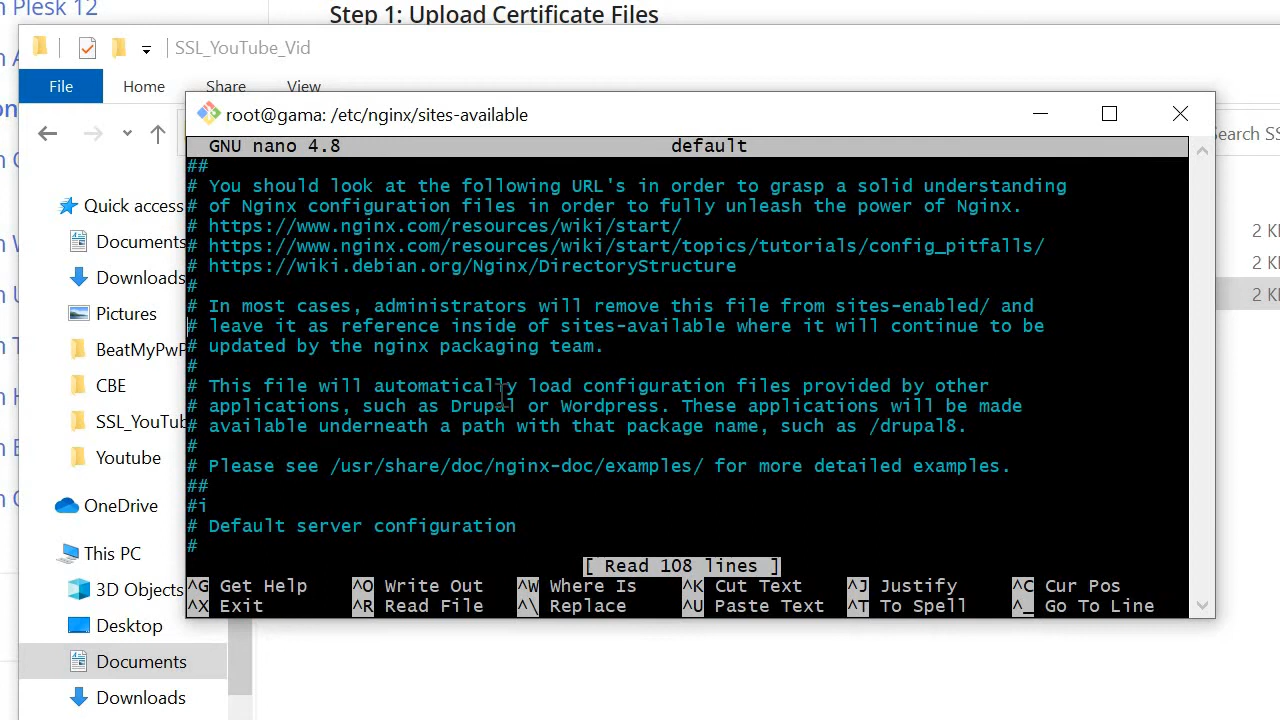 n Plesk 12
Step 1: Upload Certificate Files
SSL_YouTube_Vid
File
Home
Share
View
root@gama: /etc/nginx/sites-available
GNU nano 4.8
default
##
# You should look at the following URL's in order to grasp a solid understanding
# of Nginx configuration files in order to fully unleash the power of Nginx.
# https://www.nginx.com/resources/wiki/start/
# https://www.nginx.com/resources/wiki/start/topics/tutorials/config_pitfalls/
# https://wiki.debian.org/Nginx/DirectoryStructure
#
# In most cases, administrators will remove this file from sites-enabled/ and
# leave it as reference inside of sites-available where it will continue to be
# updated by the nginx packaging team.
#
# This file will automatically load configuration files provided by other
# applications, such as Drupal or Wordpress. These applications will be made
# available underneath a path with that package name, such as /drupal8.
#
# Please see /usr/share/doc/nginx-doc/examples/ for more detailed examples.
##
#i
# Default server configuration
#
[ Read 108 lines ]
^G Get Help ^O Write Out ^W Where Is ^K Cut Text ^J Justify ^C Cur Pos
^X Exit ^R Read File ^\ Replace ^U Paste Text ^T To Spell ^_ Go To Line
Quick access
Documents
Downloads
Pictures
BeatMyPwP
CBE
SSL_YouTub
Youtube
OneDrive
This PC
3D Objects
Desktop
Documents
Downloads
Search SS
2 KB
2 KB
2 KB